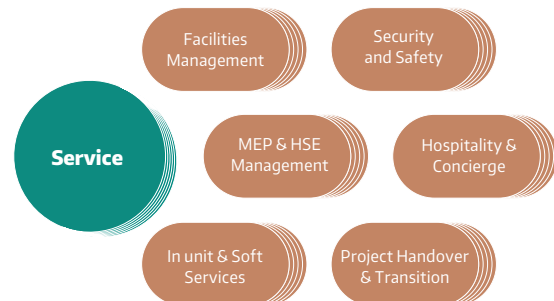 Facilities
Management
Security
and Safety
Service
MEP & HSE
Management
Hospitality &
Concierge
In unit & Soft
Services
Project Handover
& Transition